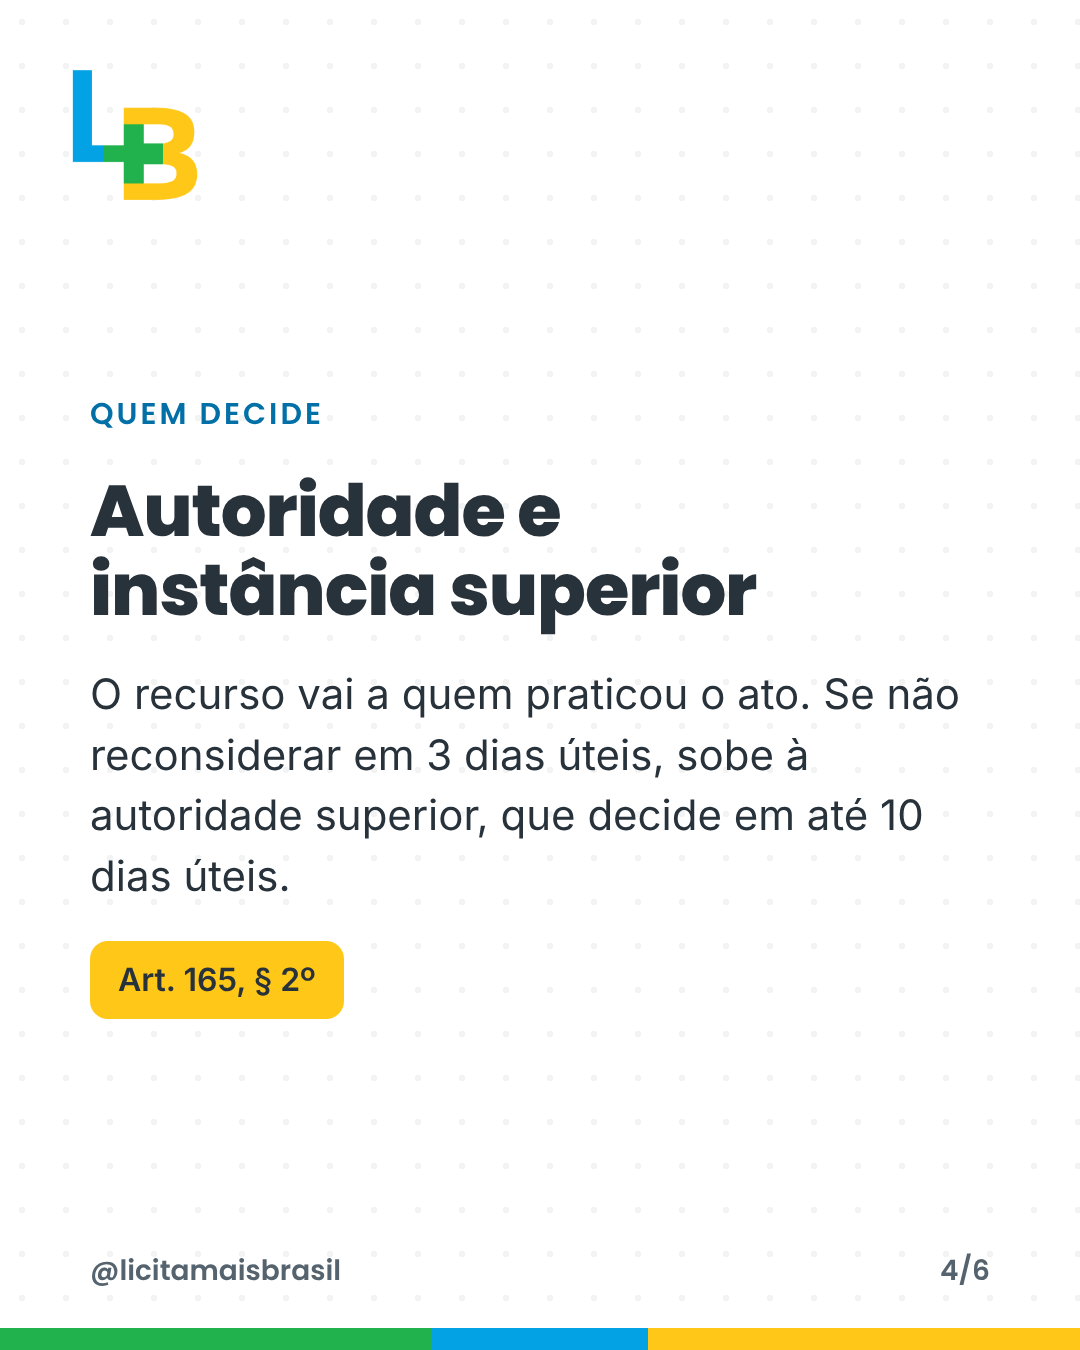 L+B
QUEM DECIDE
Autoridade e
instância superior
O recurso vai a quem praticou o ato. Se não
reconsiderar em 3 dias úteis, sobe à
autoridade superior, que decide em até 10
dias úteis.
Art. 165, § 2º
@licitamaisbrasil
4/6